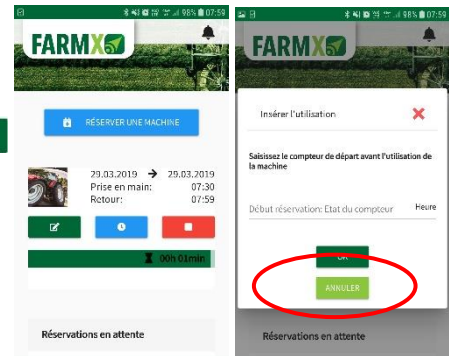 98% 07:59
FARMX
RÉSERVER UNE MACHINE
29.03.2019 → 29.03.2019
Prise en main: 07:30
Retour: 07:59
00h 01min
Réservations en attente
98% 07:59
FARMX
Insérer l'utilisation
Saisissez le compteur de départ avant l'utilisation de
la machine
Début réservation: Etat du compteur Heure
OK
ANNULER
Réservations en attente